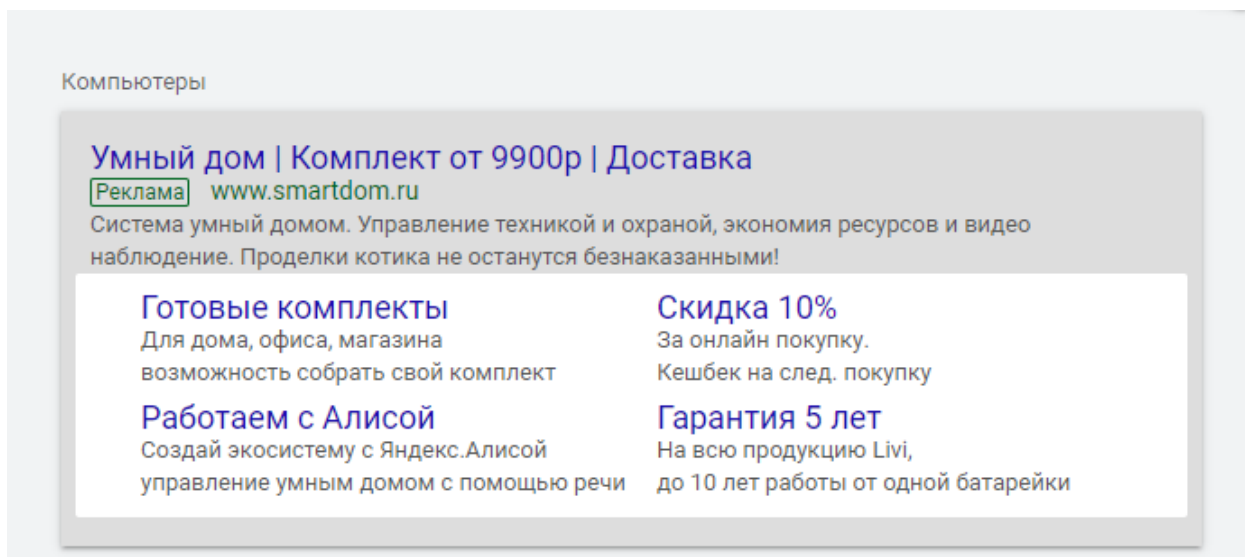 Компьютеры
Умный дом | Комплект от 9900р | Доставка
Реклама www.smartdom.ru
Система умный домом. Управление техникой и охраной, экономия ресурсов и видео
наблюдение. Проделки котика не останутся безнаказанными!
Готовые комплекты
Для дома, офиса, магазина
возможность собрать свой комплект
Скидка 10%
За онлайн покупку.
Кешбек на след. покупку
Работаем с Алисой
Создай экосистему с Яндекс.Алисой
управление умным домом с помощью речи
Гарантия 5 лет
На всю продукцию Livi,
до 10 лет работы от одной батарейки